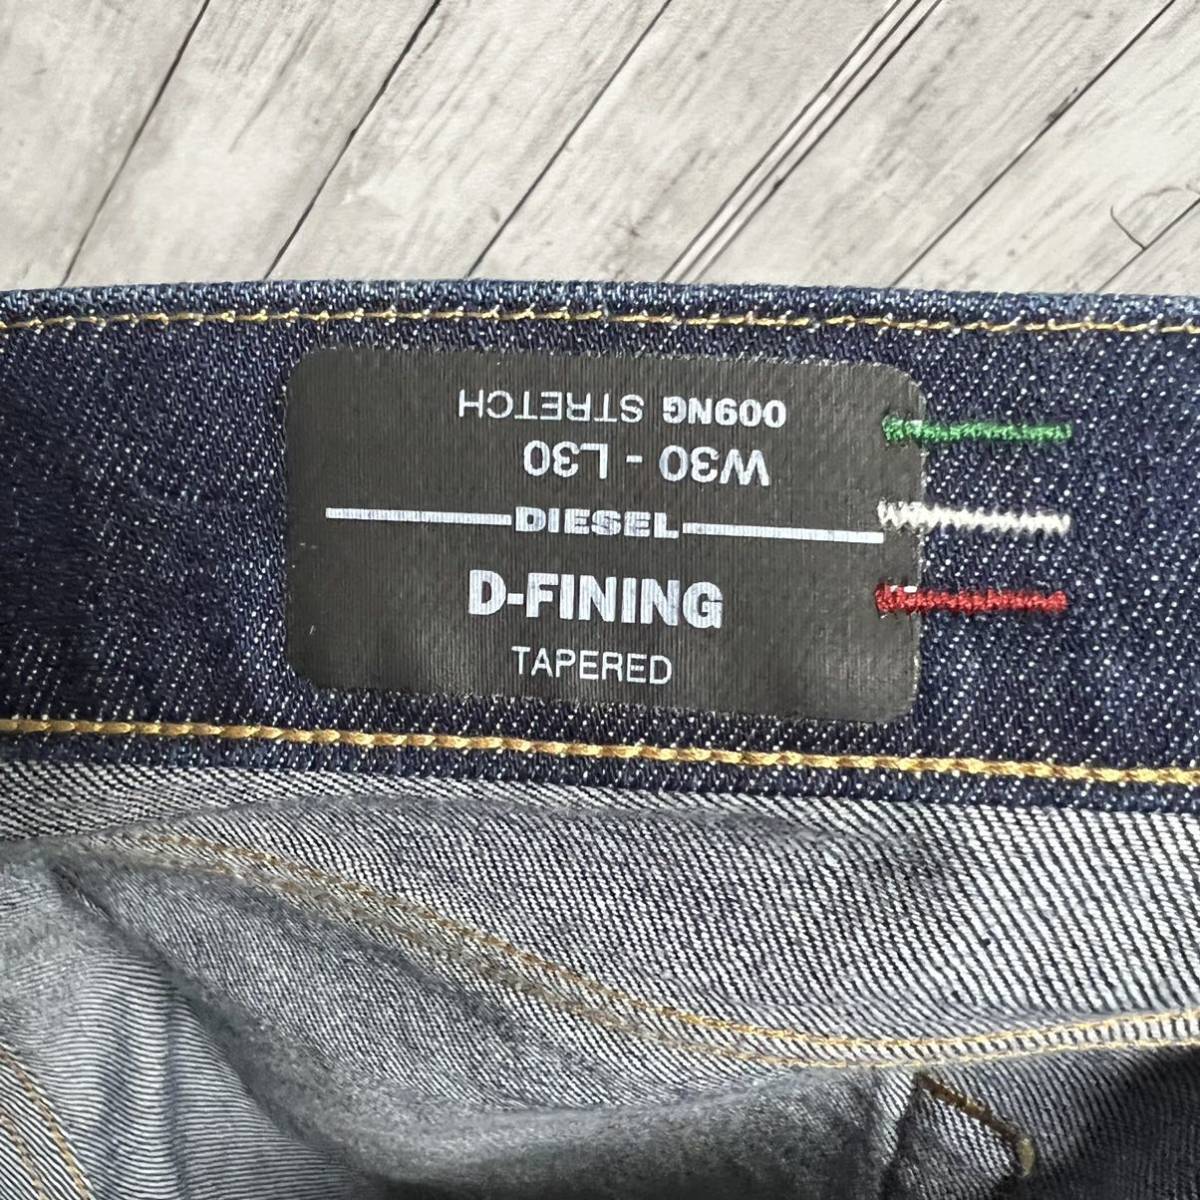 009NG STRETCH
W30 - L30
DIESEL
D-FINING
TAPERED